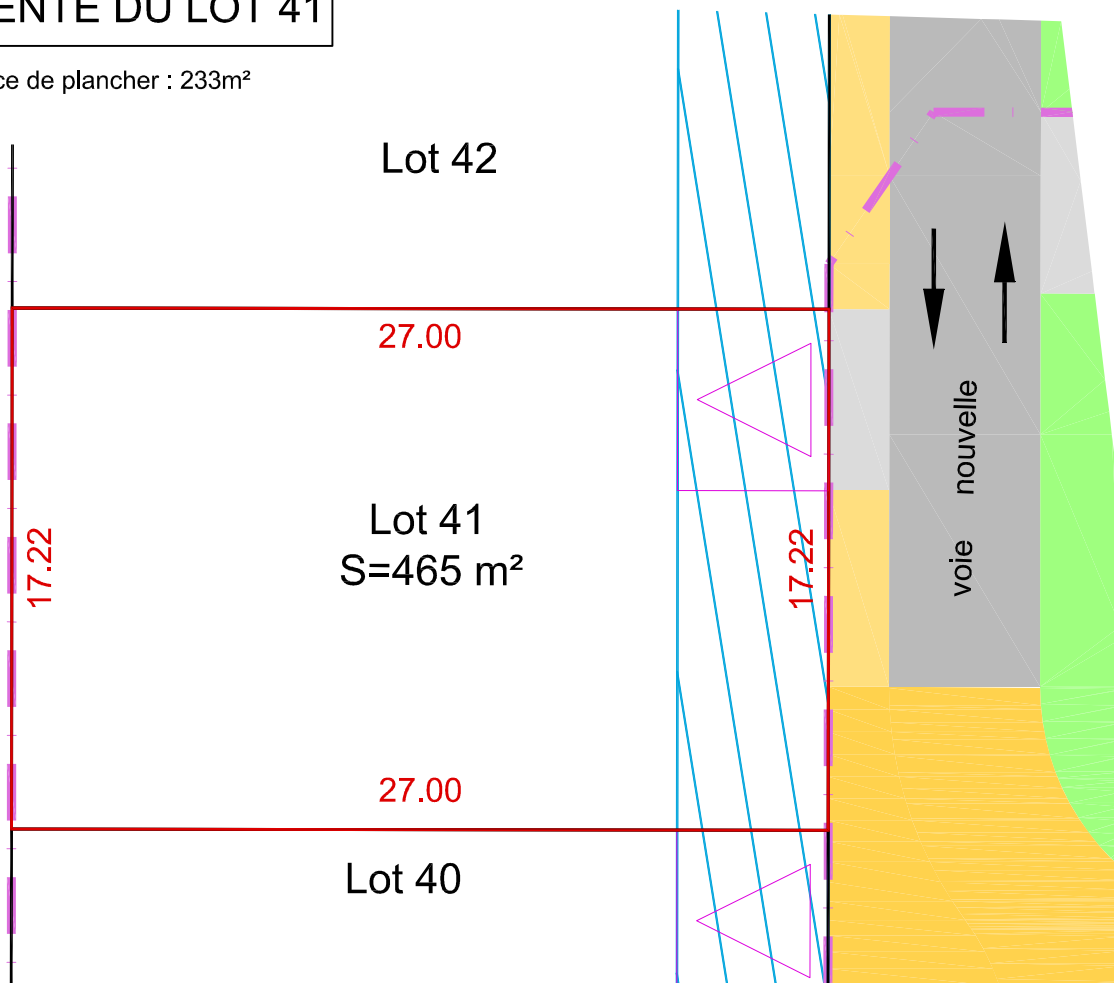 ENTE DU LOT 41
ce de plancher : 233m²
Lot 42
27.00
Lot 41
S=465 m²
17.22
17.22
voie nouvelle
27.00
Lot 40